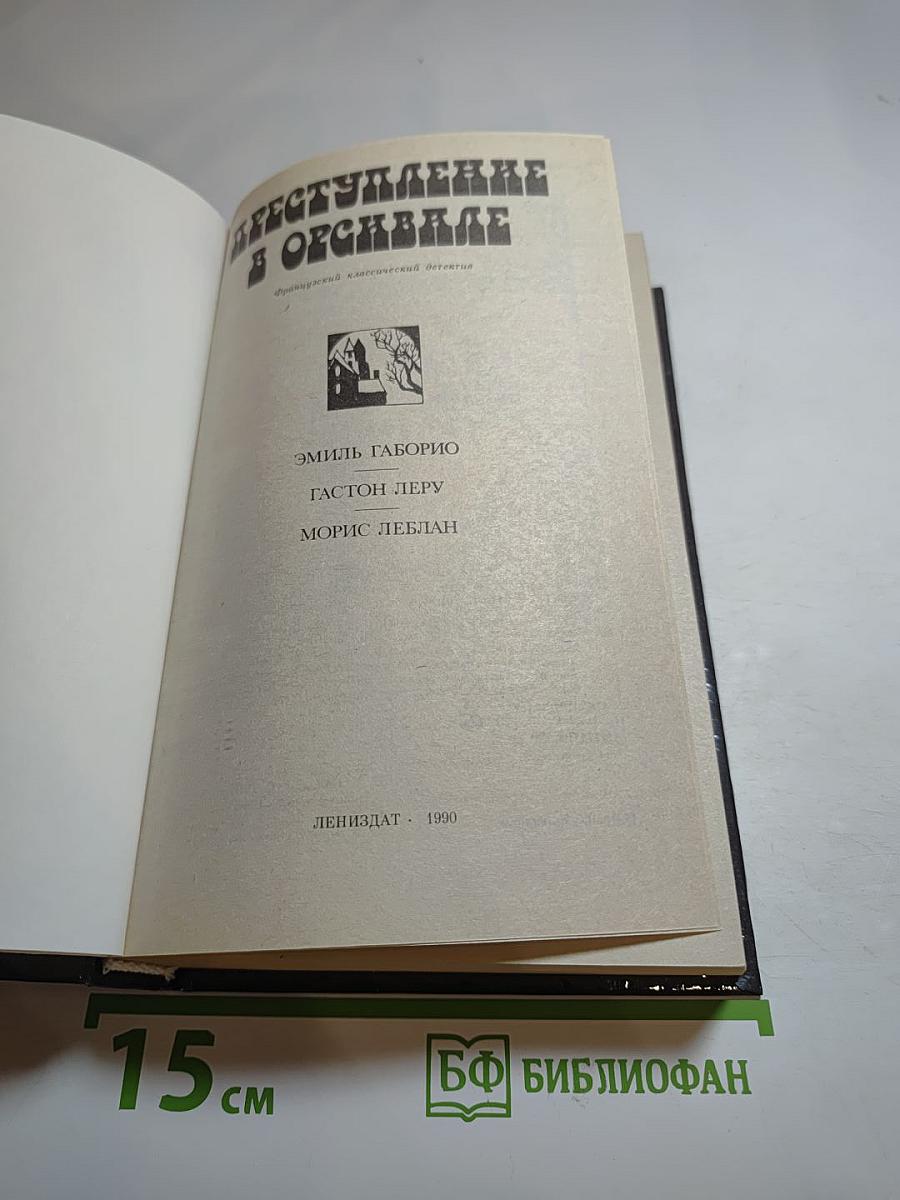 ПРЕСТУПЛЕНИЕ
В ОРСИВАЛЕ
Французский классический детектив
ЭМИЛЬ ГАБОРИО
ГАСТОН ЛЕРУ
МОРИС ЛЕБЛАН
ЛЕНИЗДАТ · 1990
15 см
БФ БИБЛИОФАН